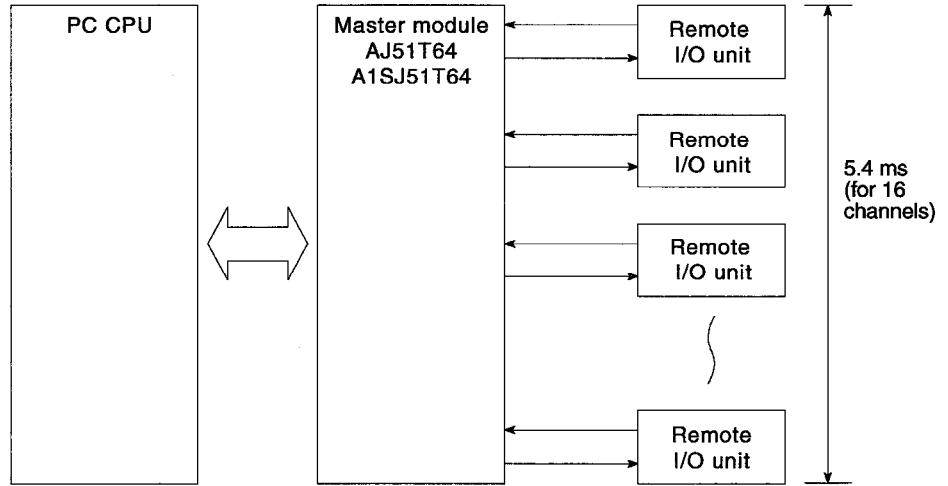 PC CPU
Master module
AJ51T64
A1SJ51T64
Remote
I/O unit
Remote
I/O unit
Remote
I/O unit
Remote
I/O unit
5.4 ms
(for 16
channels)